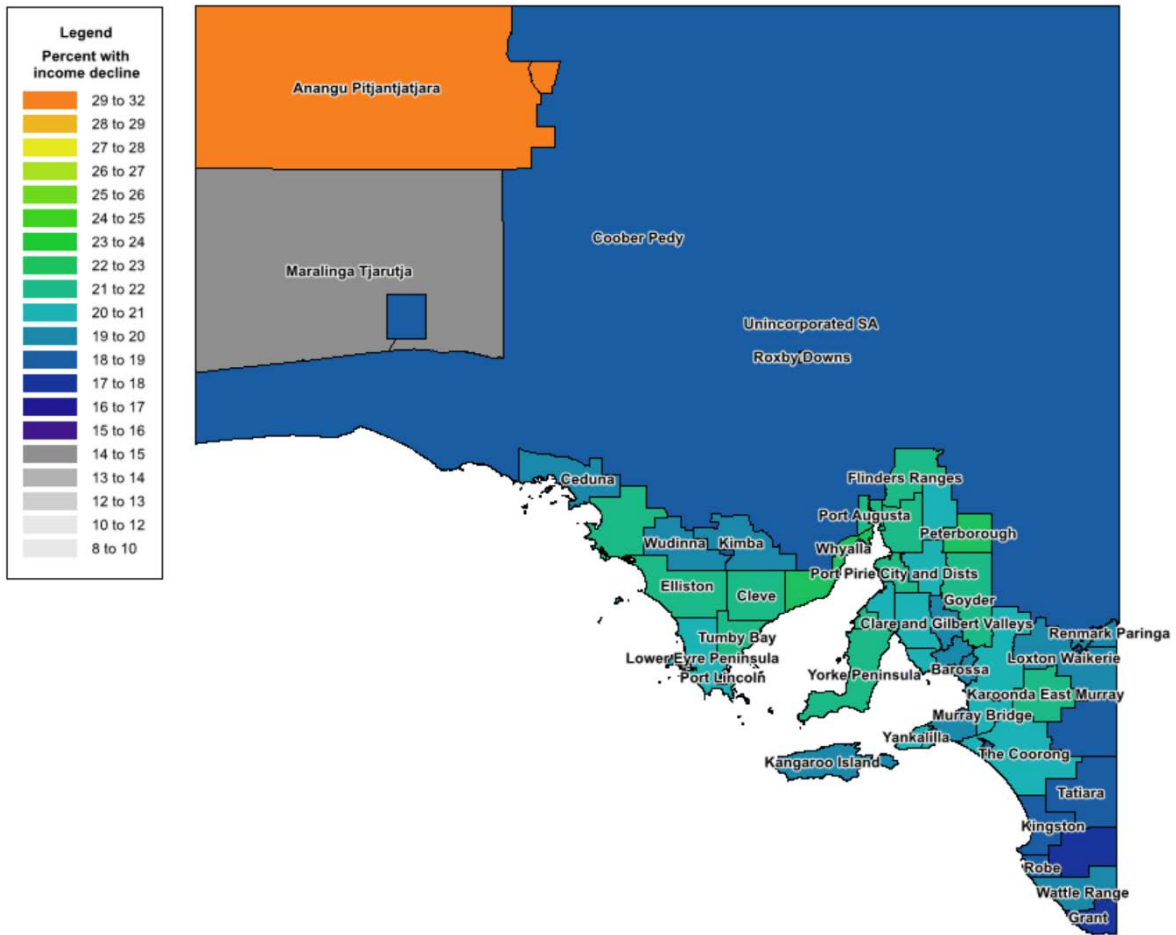 Legend
Percent with
income decline
29 to 32
28 to 29
27 to 28
26 to 27
25 to 26
24 to 25
23 to 24
22 to 23
21 to 22
20 to 21
19 to 20
18 to 19
17 to 18
16 to 17
15 to 16
14 to 15
13 to 14
12 to 13
10 to 12
8 to 10
Anangu Pitjantjatjara
Coober Pedy
Maralinga Tjarutja
Unincorporated SA
Roxby Downs
Ceduna
Flinders Ranges
Port Augusta
Peterborough
Wudinna
Kimba
Whyalla
Port Pirie City and Dists
Elliston
Cleve
Goyder
Clare and Gilbert Valleys
Renmark Paringa
Tumby Bay
Lower Eyre Peninsula
Loxton Waikerie
Barossa
Port Lincoln
Yorke Peninsula
Karoonda East Murray
Murray Bridge
Yankalilla
The Coorong
Kangaroo Island
Tatiara
Kingston
Robe
Wattle Range
Grant